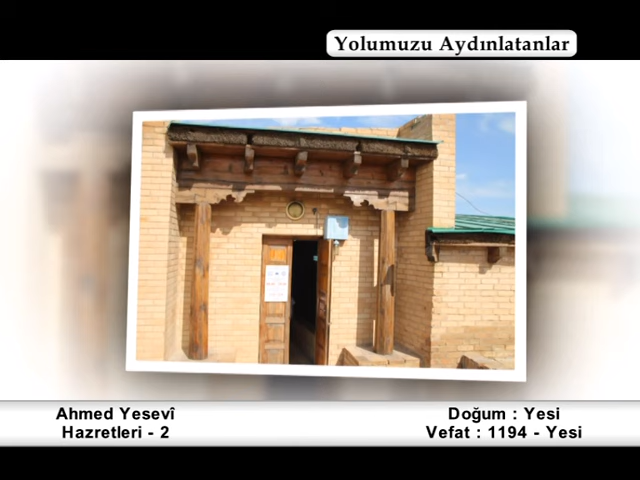 Yolumuzu Aydınlatanlar
Ahmed Yesevî
Hazretleri - 2
Doğum : Yesi
Vefat : 1194 - Yesi